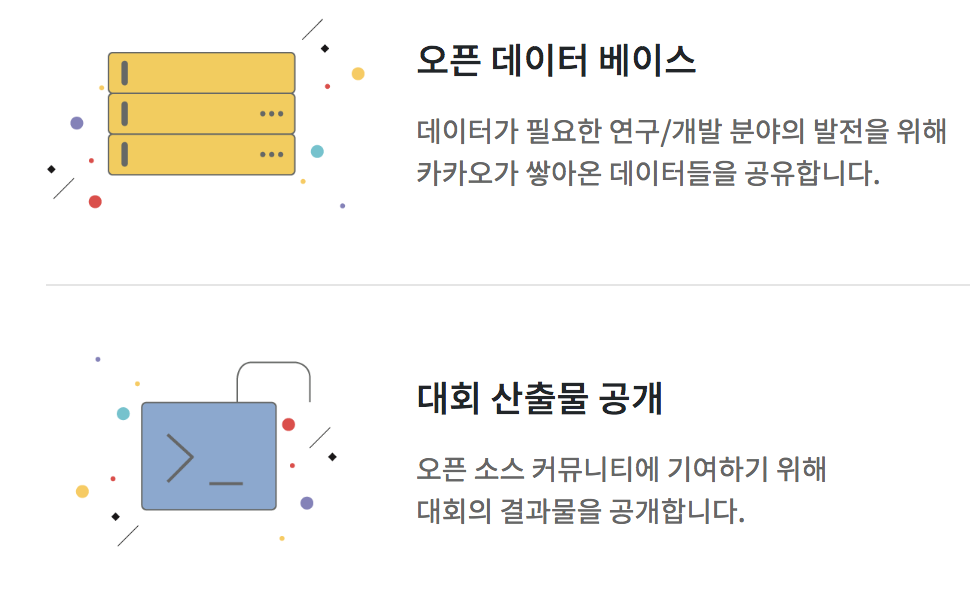 오픈 데이터 베이스
데이터가 필요한 연구/개발 분야의 발전을 위해
카카오가 쌓아온 데이터들을 공유합니다.
대회 산출물 공개
오픈 소스 커뮤니티에 기여하기 위해
대회의 결과물을 공개합니다.